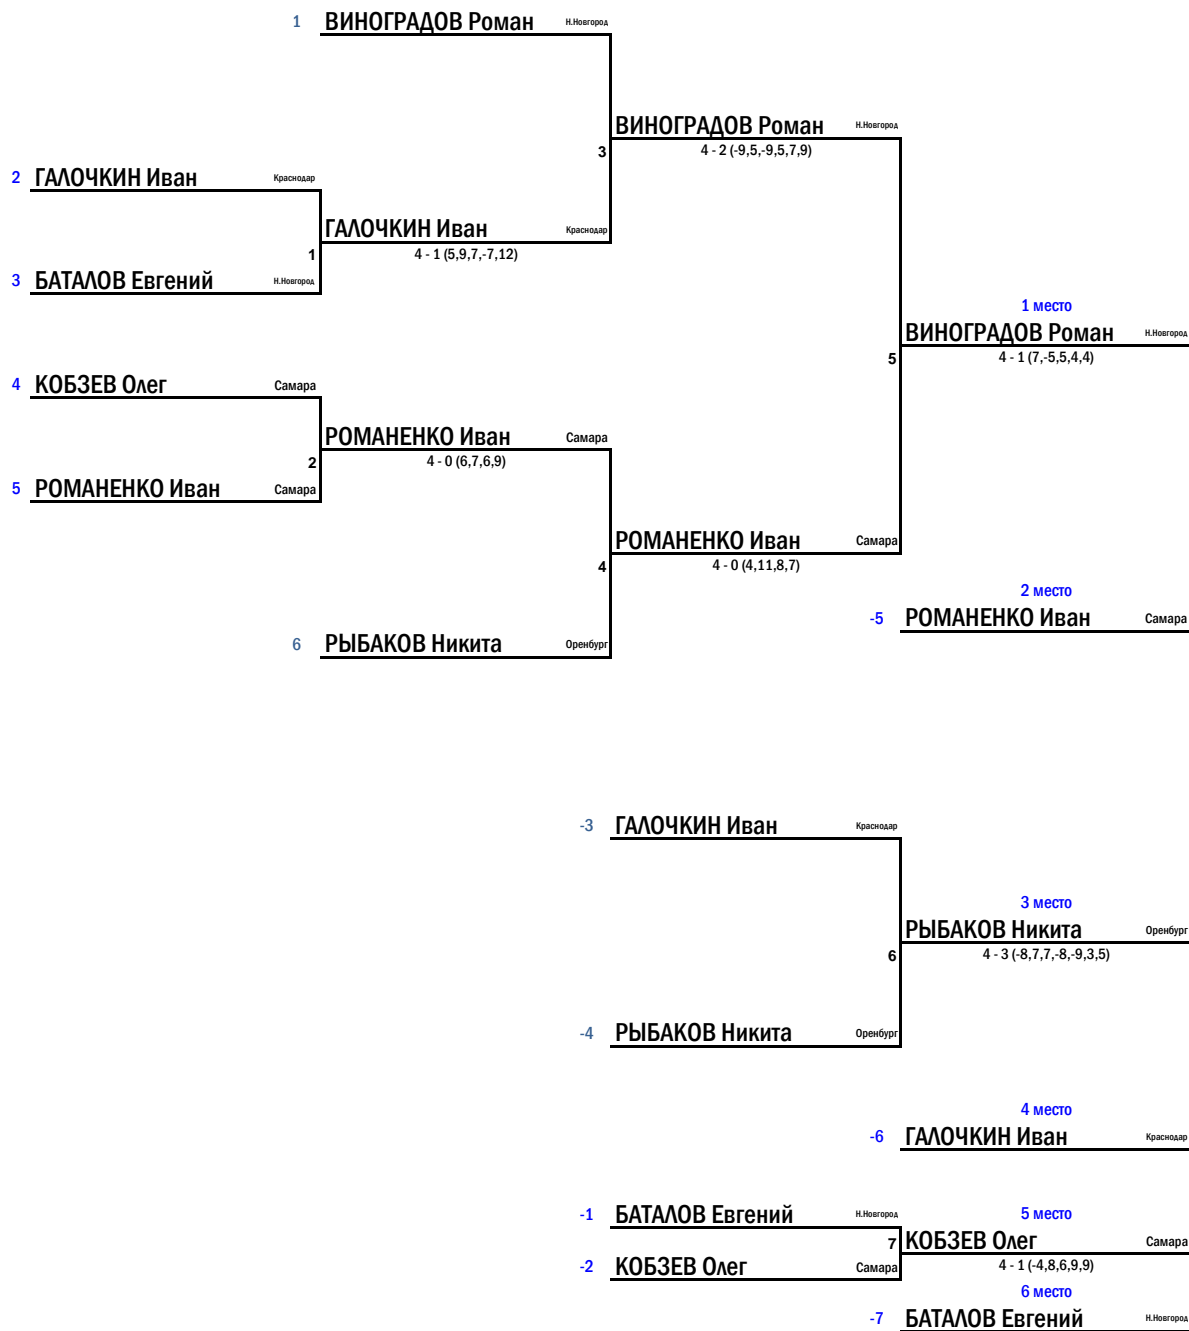 1 ВИНОГРАДОВ Роман Н.Новгород
ВИНОГРАДОВ Роман Н.Новгород
3 4 - 2 (-9,5,-9,5,7,9)
2 ГАЛОЧКИН Иван Краснодар
ГАЛОЧКИН Иван Краснодар
1 4 - 1 (5,9,7,-7,12)
3 БАТАЛОВ Евгений Н.Новгород
1 место
ВИНОГРАДОВ Роман Н.Новгород
5 4 - 1 (7,-5,5,4,4)
4 КОБЗЕВ Олег Самара
РОМАНЕНКО Иван Самара
2 4 - 0 (6,7,6,9)
5 РОМАНЕНКО Иван Самара
РОМАНЕНКО Иван Самара
4 4 - 0 (4,11,8,7)
2 место
-5 РОМАНЕНКО Иван Самара
6 РЫБАКОВ Никита Оренбург
-3 ГАЛОЧКИН Иван Краснодар
3 место
РЫБАКОВ Никита Оренбург
6 4 - 3 (-8,7,7,-8,-9,3,5)
-4 РЫБАКОВ Никита Оренбург
4 место
-6 ГАЛОЧКИН Иван Краснодар
-1 БАТАЛОВ Евгений Н.Новгород
5 место
7 КОБЗЕВ Олег Самара
-2 КОБЗЕВ Олег Самара
4 - 1 (-4,8,6,9,9)
6 место
-7 БАТАЛОВ Евгений Н.Новгород